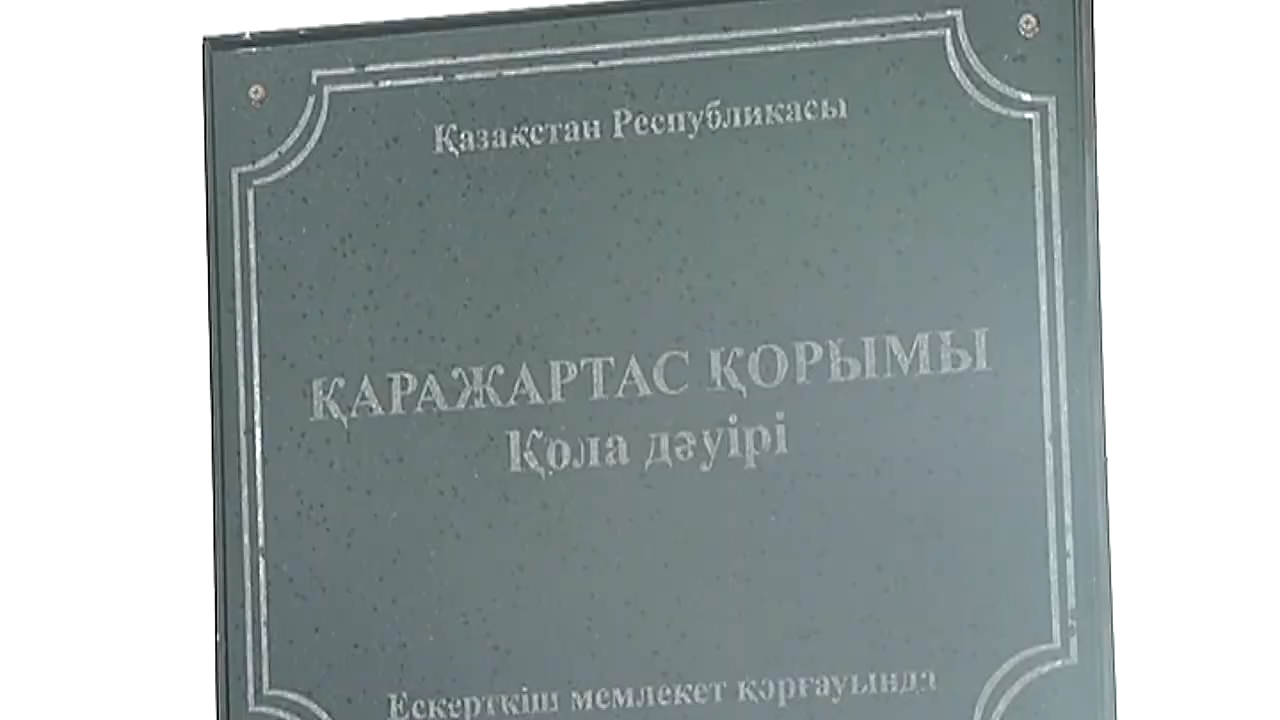 Қазақстан Республикасы
ҚАРАЖАРТАС ҚОРЫМЫ
Қола дәуірі
Ескерткіш мемлекет қорғауында